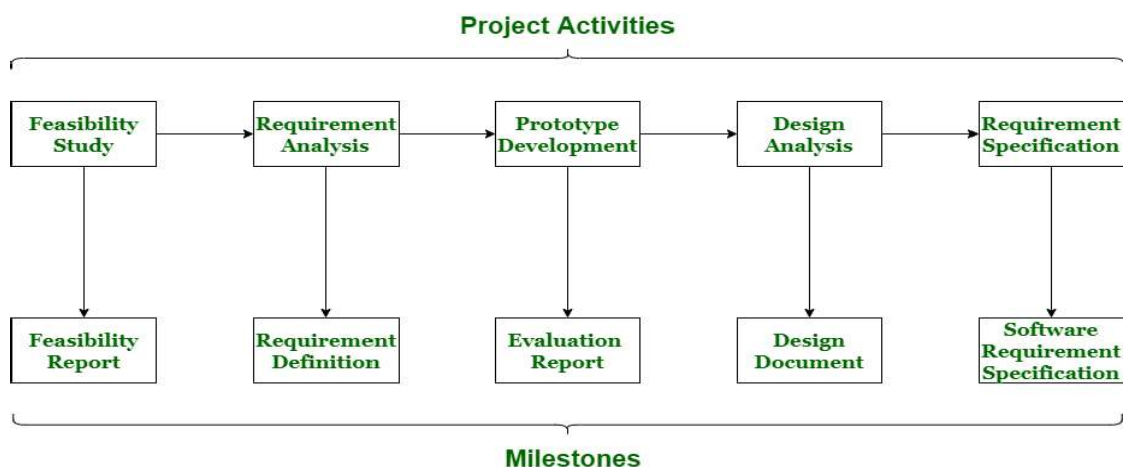 Project Activities
Feasibility
Study
Requirement
Analysis
Prototype
Development
Design
Analysis
Requirement
Specification
Feasibility
Report
Requirement
Definition
Evaluation
Report
Design
Document
Software
Requirement
Specification
Milestones